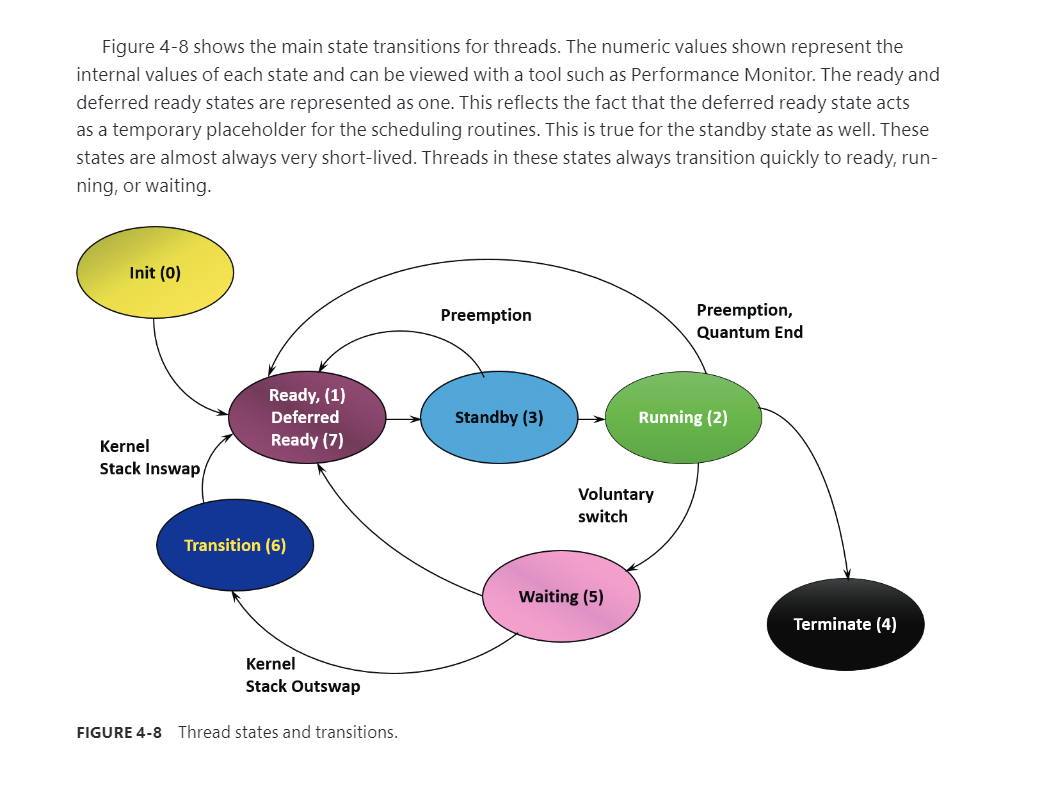 Figure 4-8 shows the main state transitions for threads. The numeric values shown represent the
internal values of each state and can be viewed with a tool such as Performance Monitor. The ready and
deferred ready states are represented as one. This reflects the fact that the deferred ready state acts
as a temporary placeholder for the scheduling routines. This is true for the standby state as well. These
states are almost always very short-lived. Threads in these states always transition quickly to ready, run-
ning, or waiting.
Init (0)
Preemption
Preemption,
Quantum End
Ready, (1)
Deferred
Ready (7)
Standby (3)
Running (2)
Kernel
Stack Inswap
Voluntary
switch
Transition (6)
Waiting (5)
Terminate (4)
Kernel
Stack Outswap
FIGURE 4-8 Thread states and transitions.